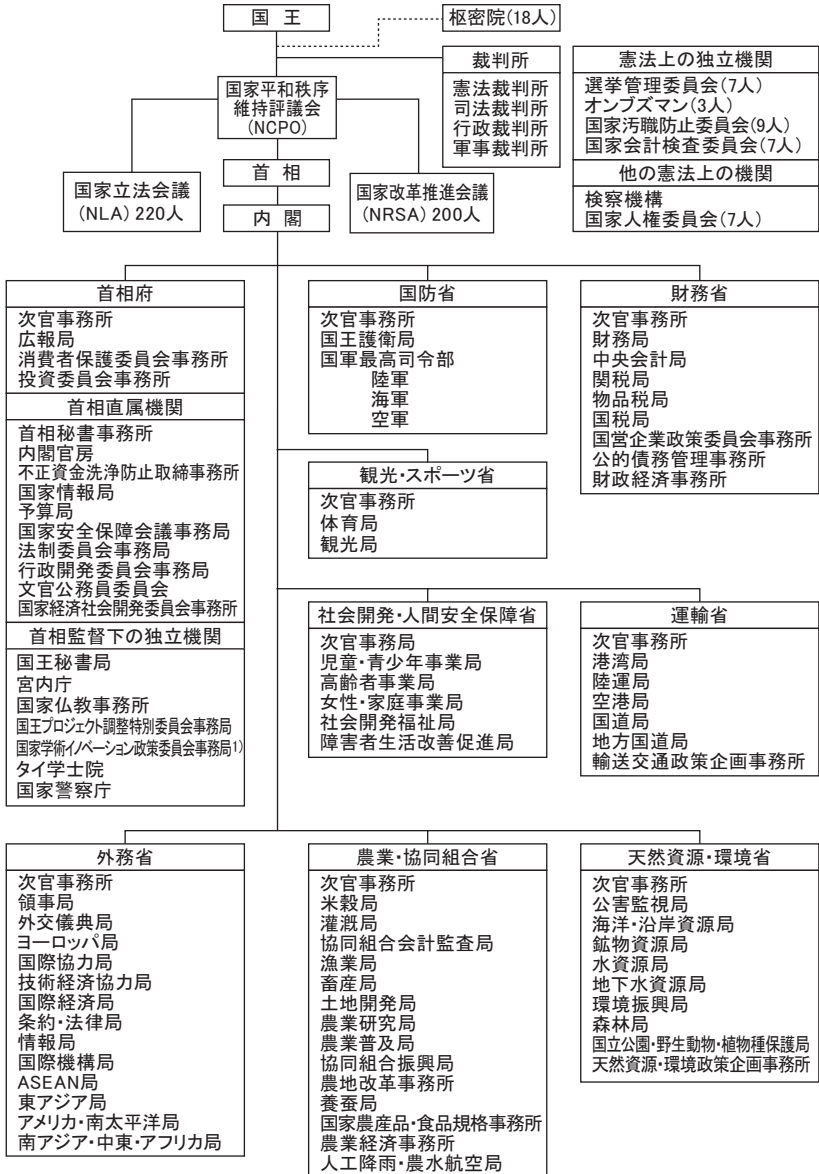 国 王
枢密院(18人)
国家平和秩序
維持評議会
(NCPO)
裁判所
憲法裁判所
司法裁判所
行政裁判所
軍事裁判所
憲法上の独立機関
選挙管理委員会(7人)
オンブズマン(3人)
国家汚職防止委員会(9人)
国家会計検査委員会(7人)
他の憲法上の機関
検察機構
国家人権委員会(7人)
国家立法会議
(NLA) 220人
首 相
国家改革推進会議
(NRSA) 200人
内 閣
首相府
次官事務所
広報局
消費者保護委員会事務所
投資委員会事務所
首相直属機関
首相秘書事務所
内閣官房
不正資金洗浄防止取締事務所
国家情報局
予算局
国家安全保障会議事務局
法制委員会事務局
行政開発委員会事務局
文官公務員委員会
国家経済社会開発委員会事務所
首相監督下の独立機関
国王秘書局
宮内庁
国家仏教事務所
国王プロジェクト調整特別委員会事務局
国家学術イノベーション政策委員会事務局1)
タイ学士院
国家警察庁
国防省
次官事務所
国王護衛局
国軍最高司令部
陸軍
海軍
空軍
財務省
次官事務所
財務局
中央会計局
関税局
物品税局
国税局
国営企業政策委員会事務所
公的債務管理事務所
財政経済事務所
観光・スポーツ省
次官事務所
体育局
観光局
社会開発・人間安全保障省
次官事務局
児童・青少年事業局
高齢者事業局
女性・家庭事業局
社会開発福祉局
障害者生活改善促進局
運輸省
次官事務所
港湾局
陸運局
空港局
国道局
地方国道局
輸送交通政策企画事務所
外務省
次官事務所
領事局
外交儀典局
ヨーロッパ局
国際協力局
技術経済協力局
国際経済局
条約・法律局
情報局
国際機構局
ASEAN局
東アジア局
アメリカ・南太平洋局
南アジア・中東・アフリカ局
農業・協同組合省
次官事務所
米穀局
灌漑局
協同組合会計監査局
漁業局
畜産局
土地開発局
農業研究局
農業普及局
協同組合振興局
農地改革事務所
養蚕局
国家農産品・食品規格事務所
農業経済事務所
人工降雨・農水航空局
天然資源・環境省
次官事務所
公害監視局
海洋・沿岸資源局
鉱物資源局
水資源局
地下水資源局
環境振興局
森林局
国立公園・野生動物・植物種保護局
天然資源・環境政策企画事務所